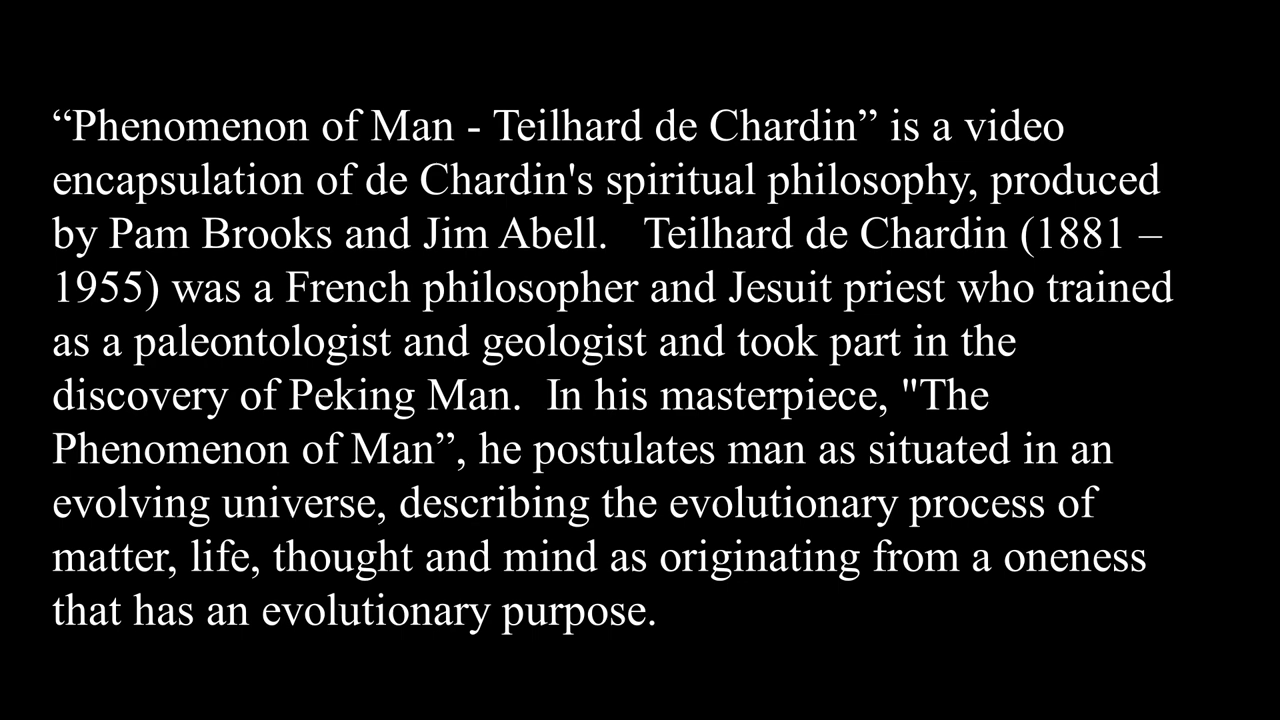 “Phenomenon of Man - Teilhard de Chardin” is a video
encapsulation of de Chardin's spiritual philosophy, produced
by Pam Brooks and Jim Abell.   Teilhard de Chardin (1881 –
1955) was a French philosopher and Jesuit priest who trained
as a paleontologist and geologist and took part in the
discovery of Peking Man.  In his masterpiece, "The
Phenomenon of Man”, he postulates man as situated in an
evolving universe, describing the evolutionary process of
matter, life, thought and mind as originating from a oneness
that has an evolutionary purpose.